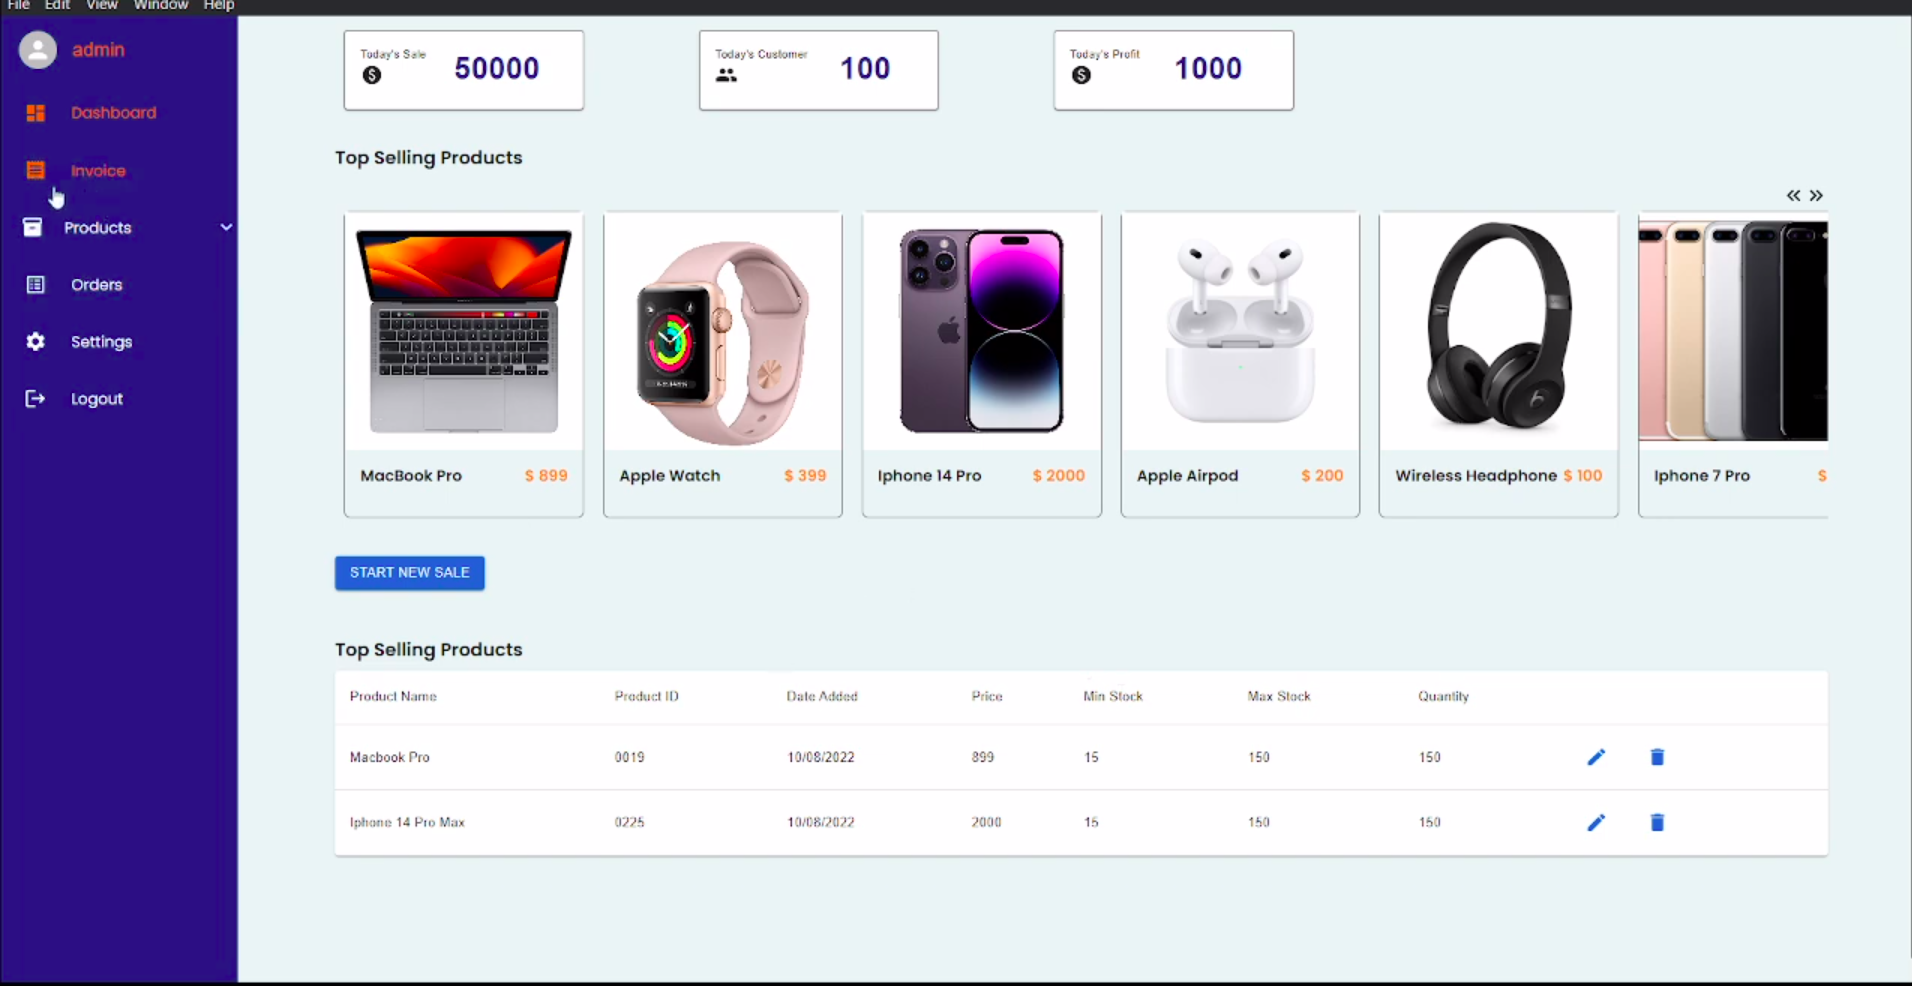 File Edit View Window Help
admin
Dashboard
Invoice
Products
Orders
Settings
Logout
Today's Sale
50000
Today's Customer
100
Today's Profit
1000
Top Selling Products
MacBook Pro $ 899
Apple Watch $ 399
Iphone 14 Pro $ 2000
Apple Airpod $ 200
Wireless Headphone $ 100
Iphone 7 Pro $
START NEW SALE
Top Selling Products
Product Name Product ID Date Added Price Min Stock Max Stock Quantity
Macbook Pro 0019 10/08/2022 899 15 150 150
Iphone 14 Pro Max 0225 10/08/2022 2000 15 150 150